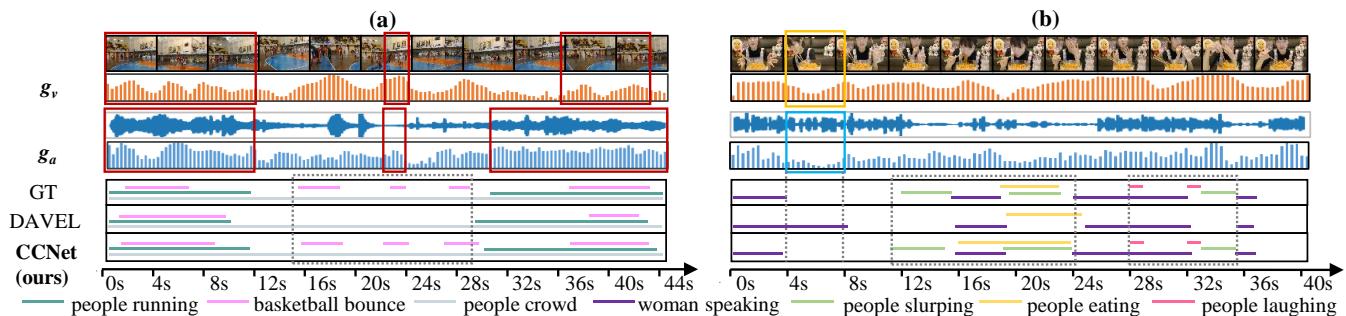 (a)
(b)
g_v
g_a
GT
DAVEL
CCNet
(ours)
0s 4s 8s 12s 16s 20s 24s 28s 32s 36s 40s 44s
0s 4s 8s 12s 16s 20s 24s 28s 32s 36s 40s
people running basketball bounce people crowd woman speaking people slurping people eating people laughing